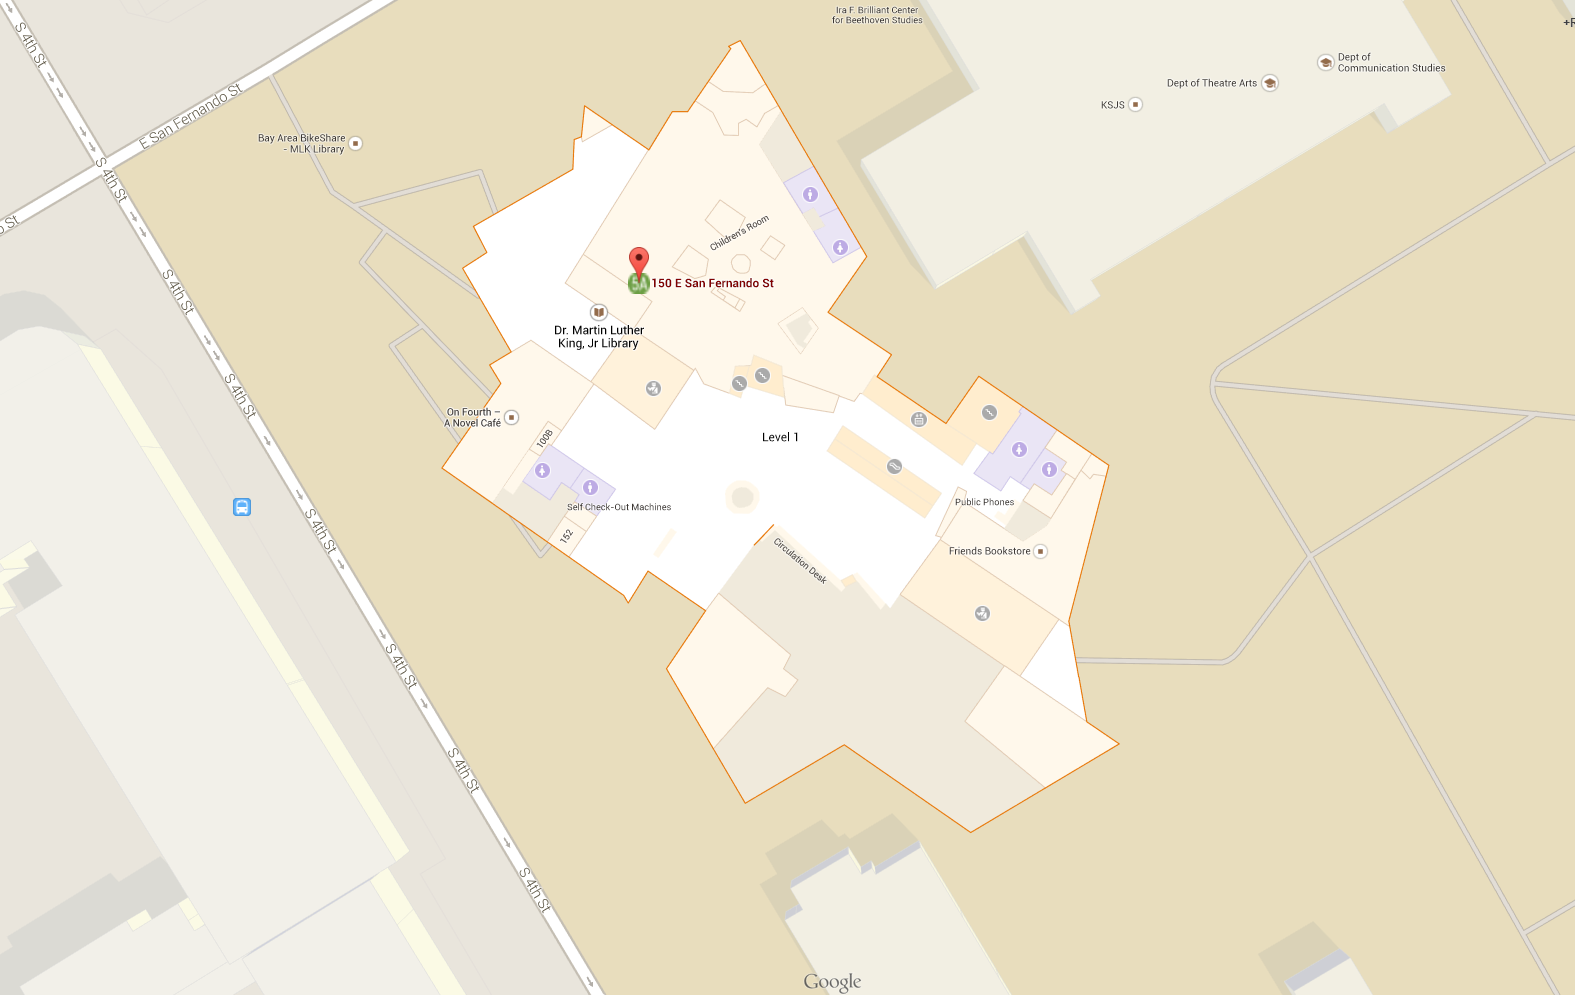 Ira F. Brilliant Center
for Beethoven Studies
+R
S 4th St
Dept of
Communication Studies
Dept of Theatre Arts
KSJS
E San Fernando St
Bay Area BikeShare
- MLK Library
S 4th St
o St
Children's Room
5A
150 E San Fernando St
S 4th St
Dr. Martin Luther
King, Jr Library
S 4th St
On Fourth –
A Novel Café
100B
Level 1
Self Check-Out Machines
Public Phones
S 4th St
152
Circulation Desk
Friends Bookstore
S 4th St
S 4th St
S 4th St
Google